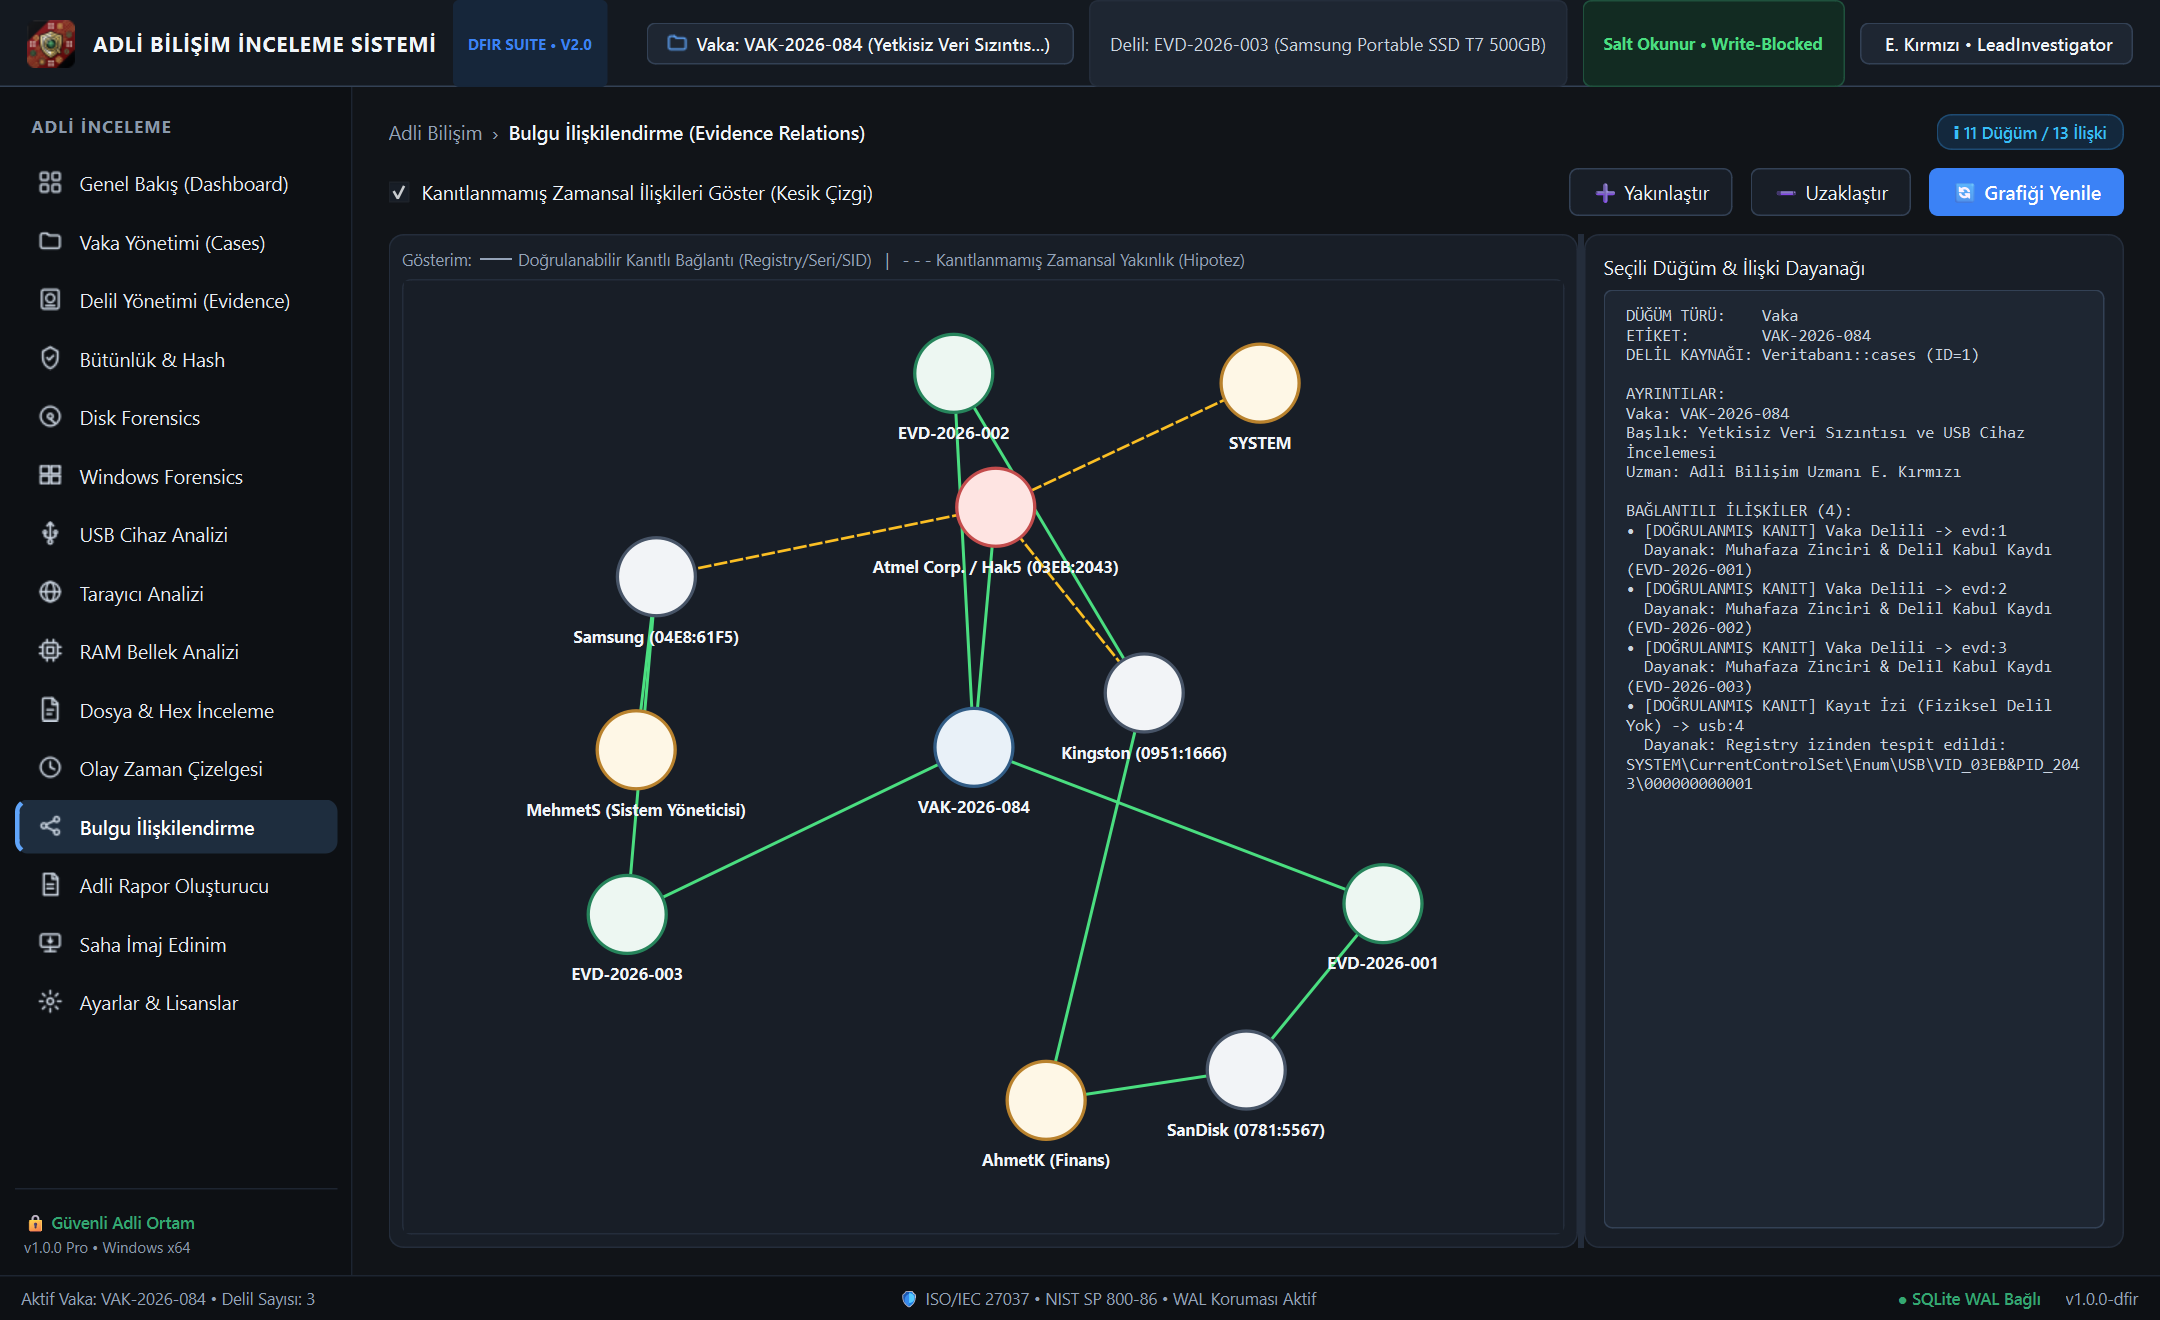 ADLİ BİLİŞİM İNCELEME SİSTEMİ
DFIR SUITE • V2.0
Vaka: VAK-2026-084 (Yetkisiz Veri Sızıntıs...)
Delil: EVD-2026-003 (Samsung Portable SSD T7 500GB)
Salt Okunur • Write-Blocked
E. Kırmızı • LeadInvestigator
ADLİ İNCELEME
Genel Bakış (Dashboard)
Vaka Yönetimi (Cases)
Delil Yönetimi (Evidence)
Bütünlük & Hash
Disk Forensics
Windows Forensics
USB Cihaz Analizi
Tarayıcı Analizi
RAM Bellek Analizi
Dosya & Hex İnceleme
Olay Zaman Çizelgesi
Bulgu İlişkilendirme
Adli Rapor Oluşturucu
Saha İmaj Edinim
Ayarlar & Lisanslar
Güvenli Adli Ortam
v1.0.0 Pro • Windows x64
Adli Bilişim › Bulgu İlişkilendirme (Evidence Relations)
11 Düğüm / 13 İlişki
Kanıtlanmamış Zamansal İlişkileri Göster (Kesik Çizgi)
Yakınlaştır
Uzaklaştır
Grafiği Yenile
Gösterim: ─── Doğrulanabilir Kanıtlı Bağlantı (Registry/Seri/SID) | - - - Kanıtlanmamış Zamansal Yakınlık (Hipotez)
EVD-2026-002
SYSTEM
Atmel Corp. / Hak5 (03EB:2043)
Samsung (04E8:61F5)
Kingston (0951:1666)
MehmetS (Sistem Yöneticisi)
VAK-2026-084
EVD-2026-003
EVD-2026-001
SanDisk (0781:5567)
AhmetK (Finans)
Seçili Düğüm & İlişki Dayanağı
DÜĞÜM TÜRÜ: Vaka
ETİKET: VAK-2026-084
DELİL KAYNAĞI: Veritabanı::cases (ID=1)
AYRINTILAR:
Vaka: VAK-2026-084
Başlık: Yetkisiz Veri Sızıntısı ve USB Cihaz
İncelemesi
Uzman: Adli Bilişim Uzmanı E. Kırmızı
BAĞLANTILI İLİŞKİLER (4):
• [DOĞRULANMIŞ KANIT] Vaka Delili -> evd:1
Dayanak: Muhafaza Zinciri & Delil Kabul Kaydı
(EVD-2026-001)
• [DOĞRULANMIŞ KANIT] Vaka Delili -> evd:2
Dayanak: Muhafaza Zinciri & Delil Kabul Kaydı
(EVD-2026-002)
• [DOĞRULANMIŞ KANIT] Vaka Delili -> evd:3
Dayanak: Muhafaza Zinciri & Delil Kabul Kaydı
(EVD-2026-003)
• [DOĞRULANMIŞ KANIT] Kayıt İzi (Fiziksel Delil
Yok) -> usb:4
Dayanak: Registry izinden tespit edildi:
SYSTEM\CurrentControlSet\Enum\USB\VID_03EB&PID_204
3\000000000001
Aktif Vaka: VAK-2026-084 • Delil Sayısı: 3
ISO/IEC 27037 • NIST SP 800-86 • WAL Koruması Aktif
● SQLite WAL Bağlı
v1.0.0-dfir